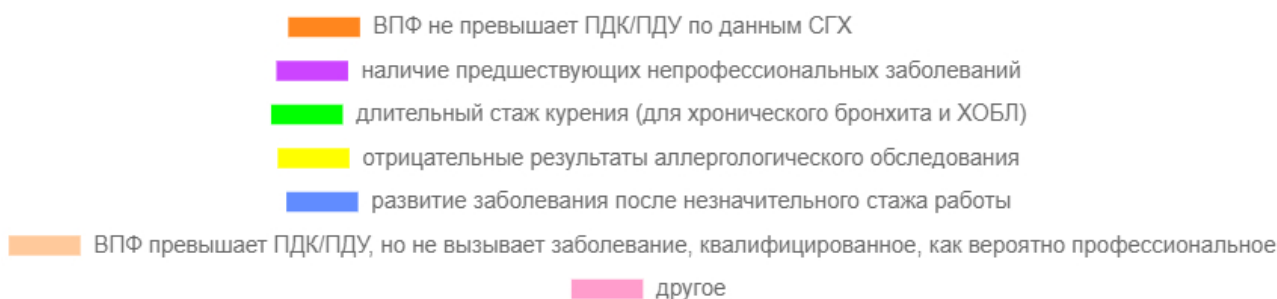 ВПФ не превышает ПДК/ПДУ по данным СГХ
наличие предшествующих непрофессиональных заболеваний
длительный стаж курения (для хронического бронхита и ХОБЛ)
отрицательные результаты аллергологического обследования
развитие заболевания после незначительного стажа работы
ВПФ превышает ПДК/ПДУ, но не вызывает заболевание, квалифицированное, как вероятно профессиональное
другое